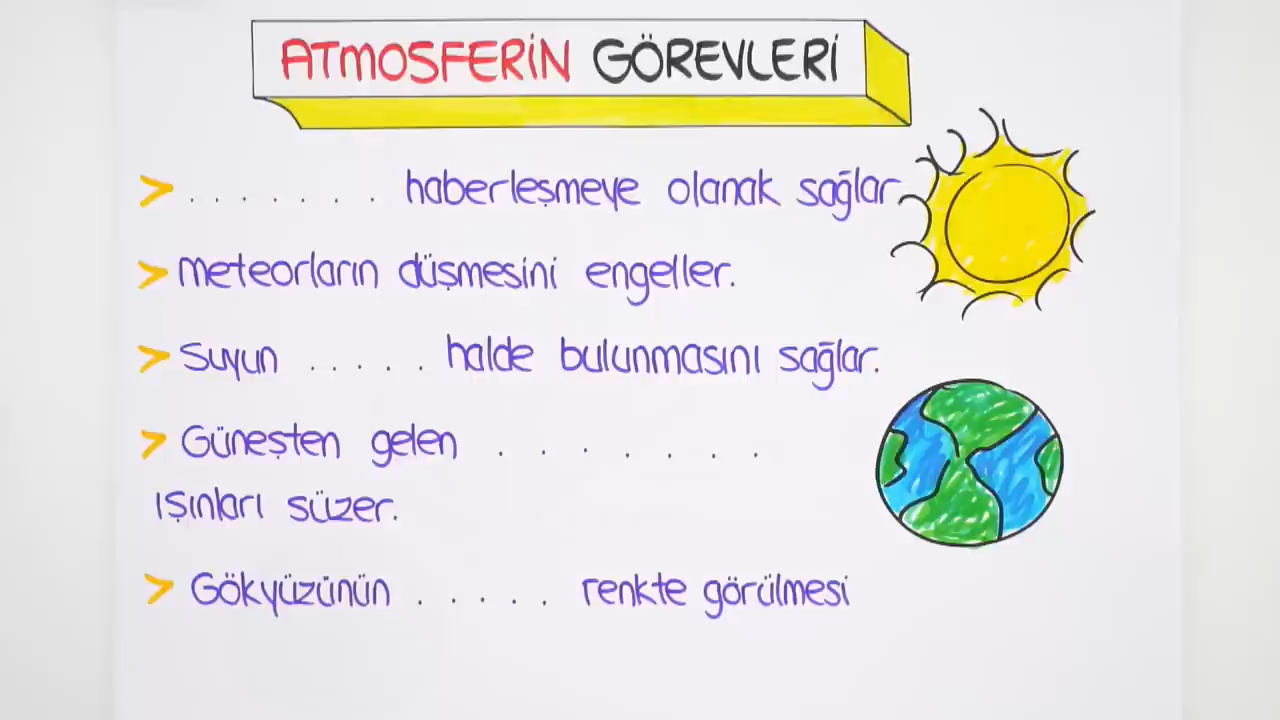 ATMOSFERİN GÖREVLERİ
> . . . . . . . haberleşmeye olanak sağlar
> meteorların düşmesini engeller.
> Suyun . . . . . halde bulunmasını sağlar.
> Güneşten gelen . . . . . . .
ışınları süzer.
> Gökyüzünün . . . . . renkte görülmesi